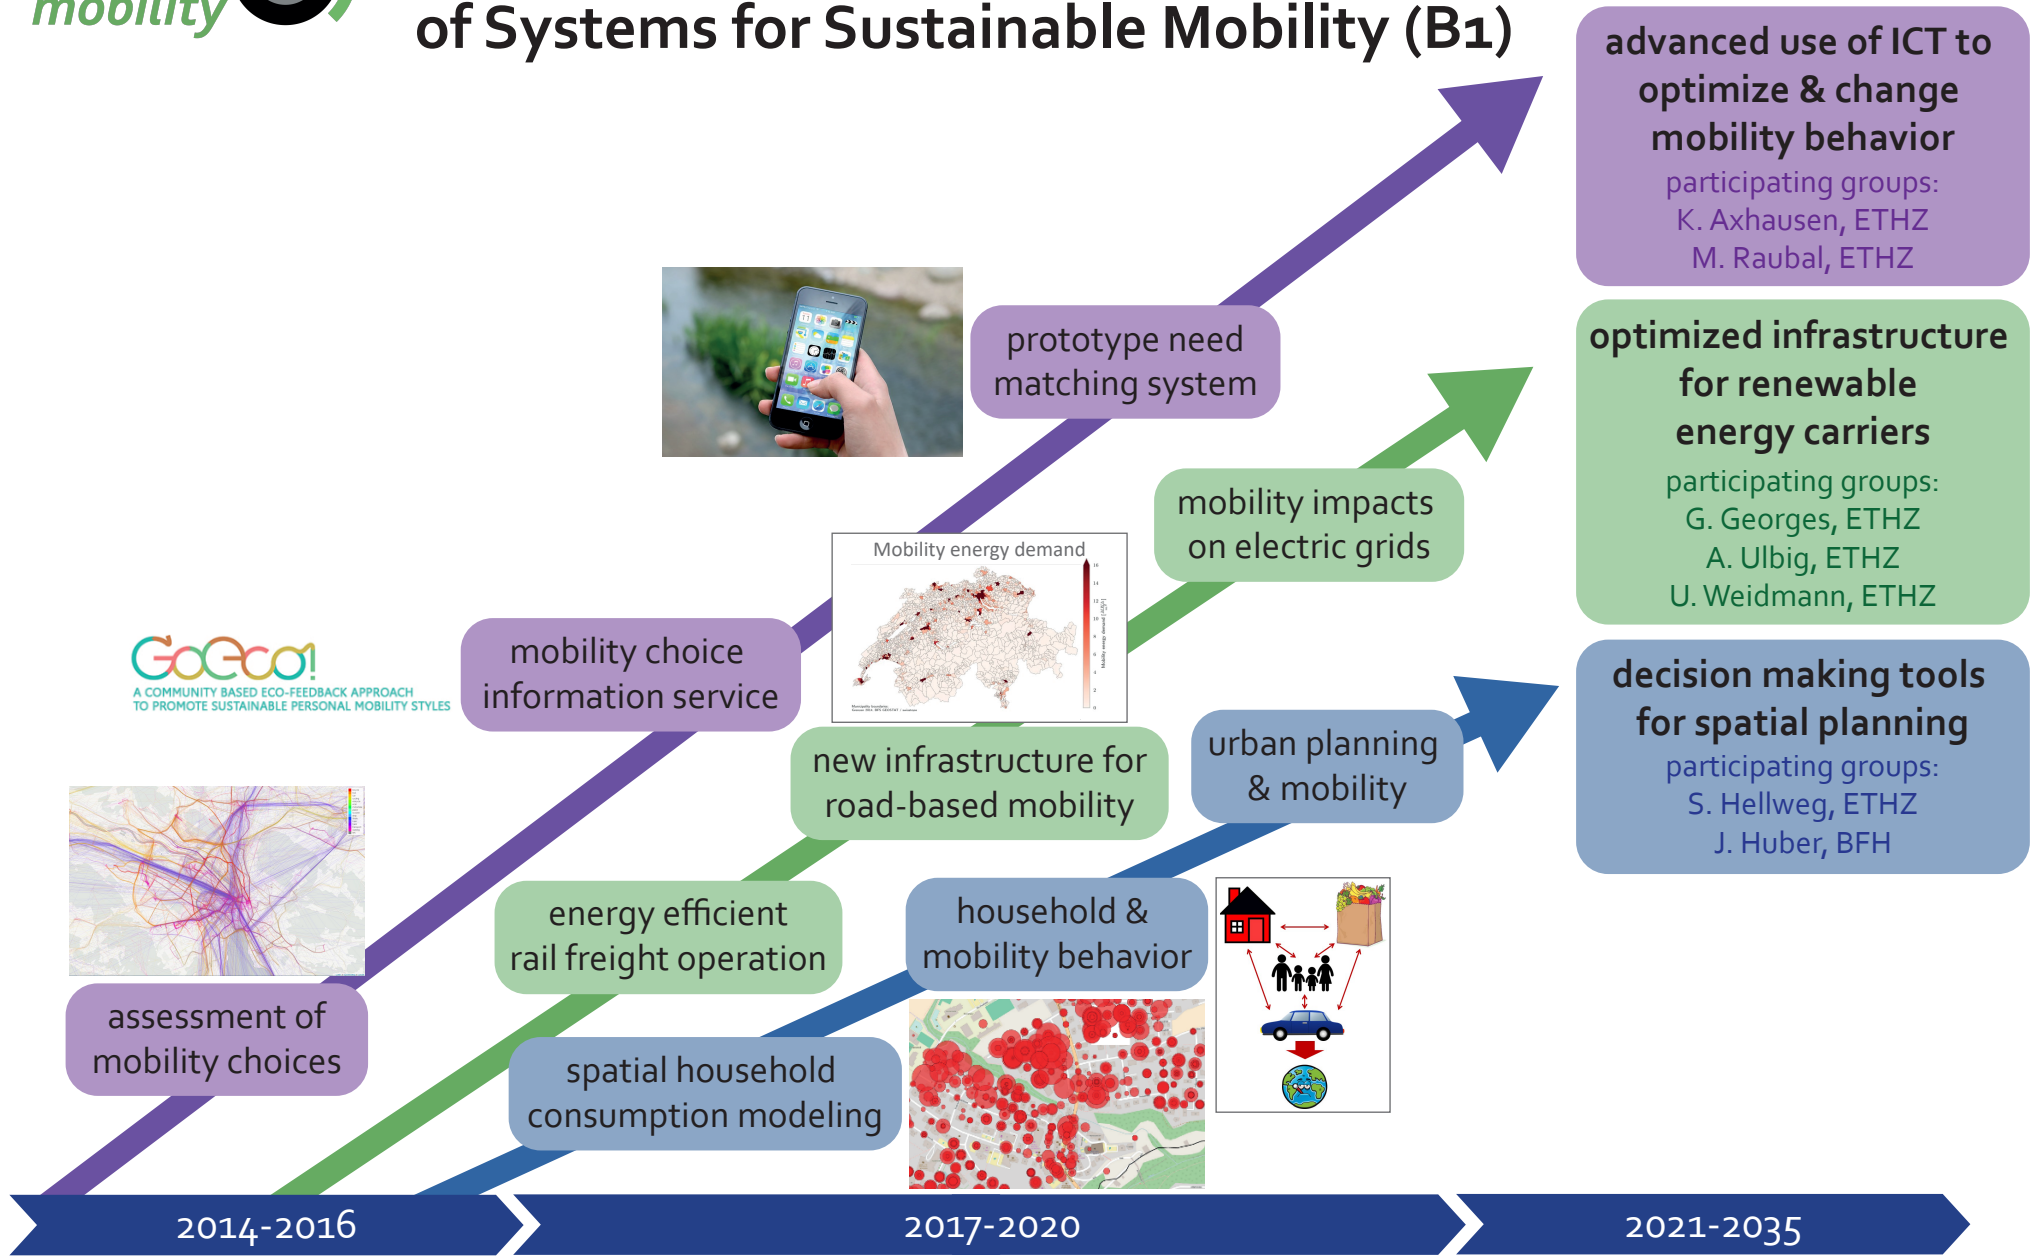 mobility
of Systems for Sustainable Mobility (B1)
advanced use of ICT to
optimize & change
mobility behavior
participating groups:
K. Axhausen, ETHZ
M. Raubal, ETHZ
prototype need
matching system
optimized infrastructure
for renewable
energy carriers
participating groups:
G. Georges, ETHZ
A. Ulbig, ETHZ
U. Weidmann, ETHZ
mobility impacts
on electric grids
Mobility energy demand
GoEco!
A COMMUNITY BASED ECO-FEEDBACK APPROACH
TO PROMOTE SUSTAINABLE PERSONAL MOBILITY STYLES
mobility choice
information service
decision making tools
for spatial planning
participating groups:
S. Hellweg, ETHZ
J. Huber, BFH
new infrastructure for
road-based mobility
urban planning
& mobility
energy efficient
rail freight operation
household &
mobility behavior
assessment of
mobility choices
spatial household
consumption modeling
2014-2016
2017-2020
2021-2035